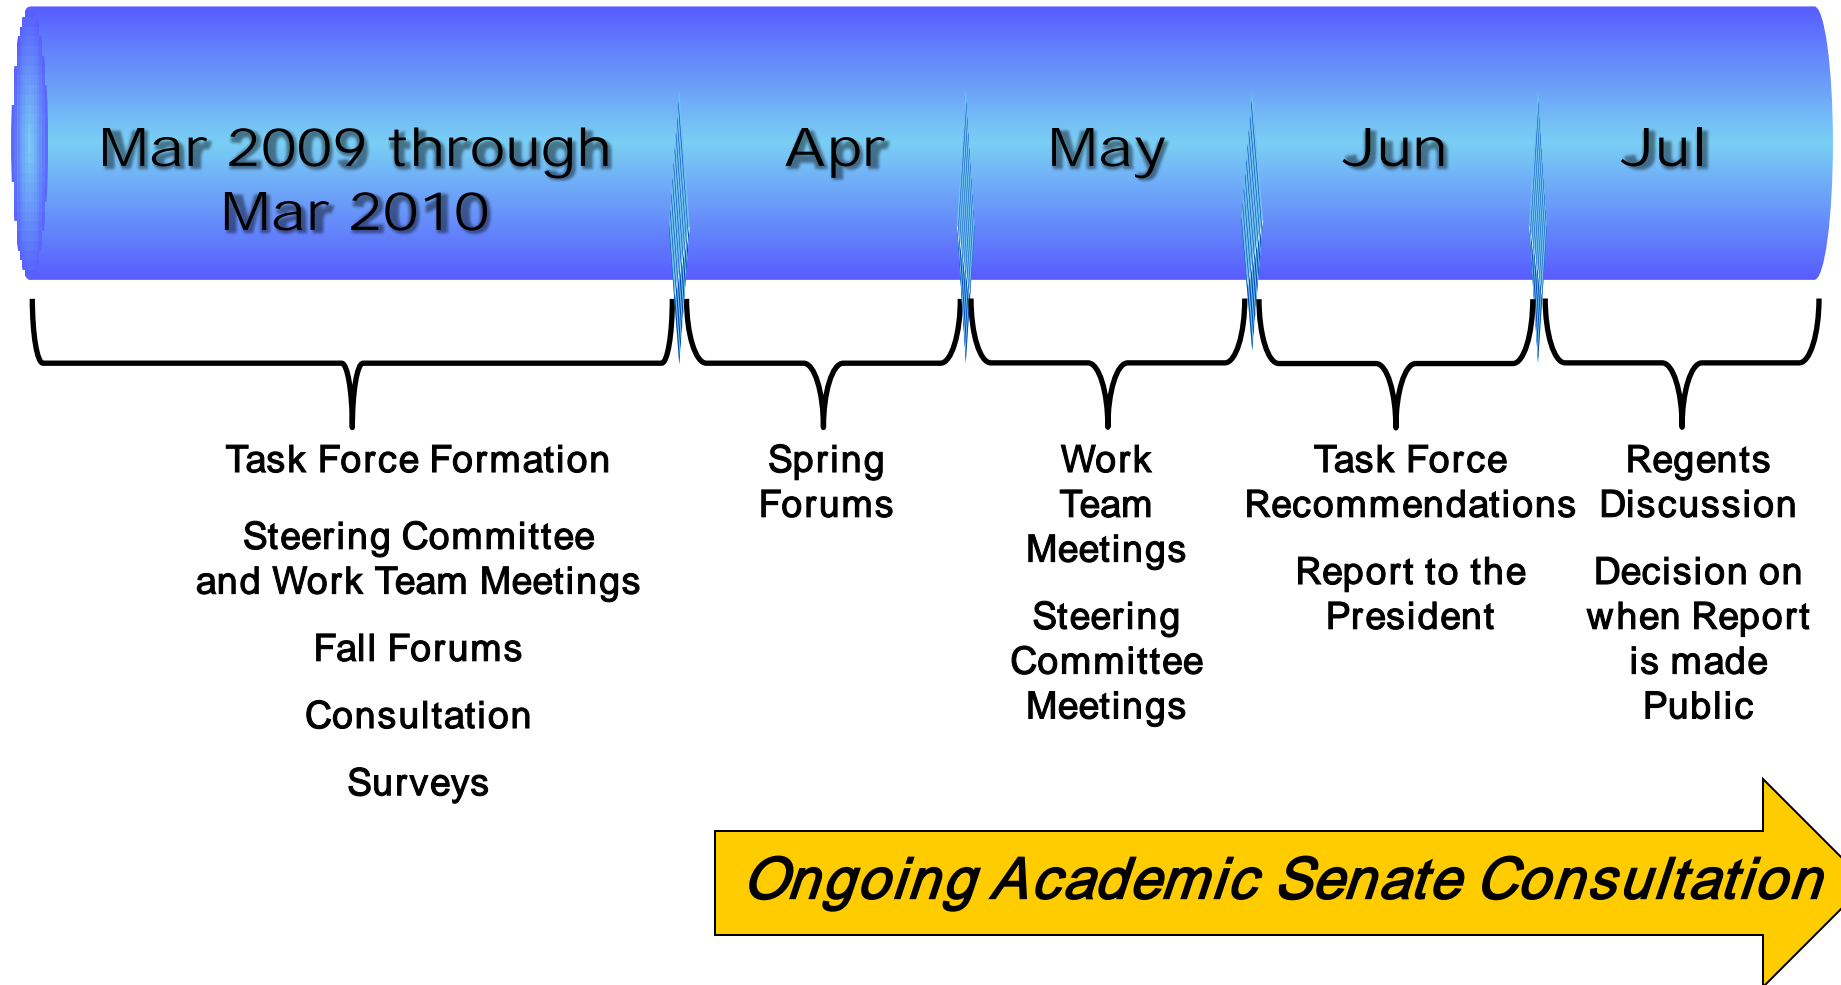 Mar 2009 through
Mar 2010
Apr
May
Jun
Jul
Task Force Formation
Steering Committee
and Work Team Meetings
Fall Forums
Consultation
Surveys
Spring
Forums
Work
Team
Meetings
Steering
Committee
Meetings
Task Force
Recommendations
Report to the
President
Regents
Discussion
Decision on
when Report
is made
Public
Ongoing Academic Senate Consultation